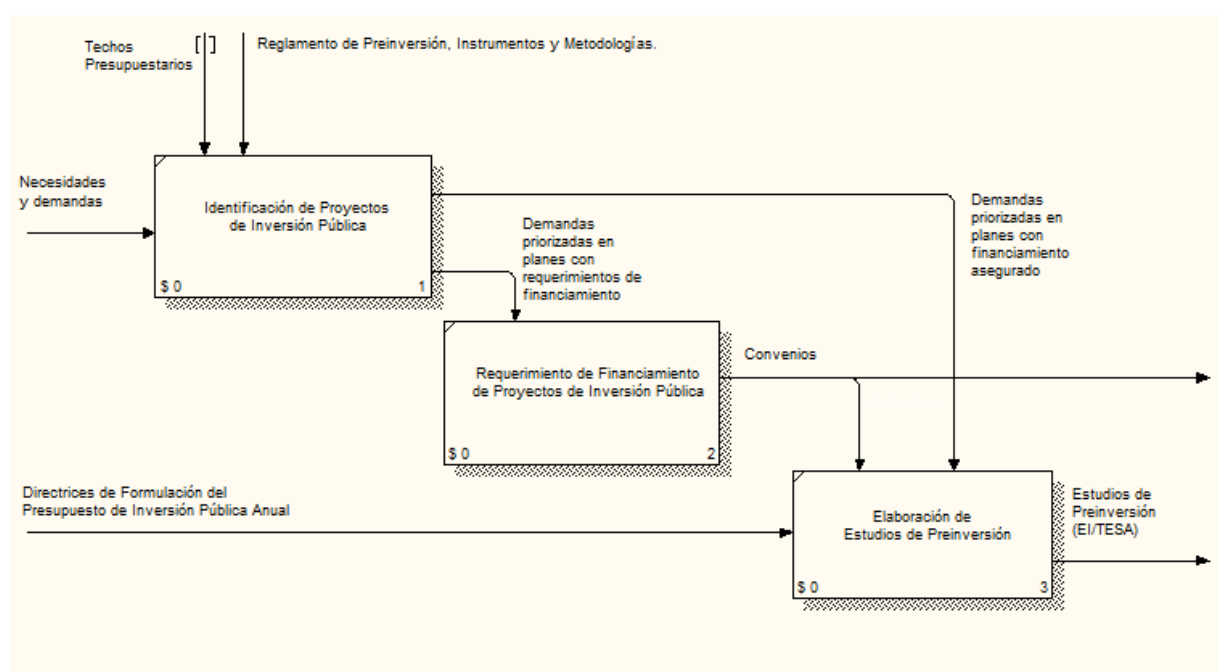 Techos
Presupuestarios
[ ]
Reglamento de Preinversión, Instrumentos y Metodologías.
Necesidades
y demandas
Identificación de Proyectos
de Inversión Pública
$ 0
1
Demandas
priorizadas en
planes con
requerimientos de
financiamiento
Demandas
priorizadas en
planes con
financiamiento
asegurado
Requerimiento de Financiamiento
de Proyectos de Inversión Pública
$ 0
2
Convenios
Directrices de Formulación del
Presupuesto de Inversión Pública Anual
Elaboración de
Estudios de Preinversión
$ 0
3
Estudios de
Preinversión
(EI/TESA)